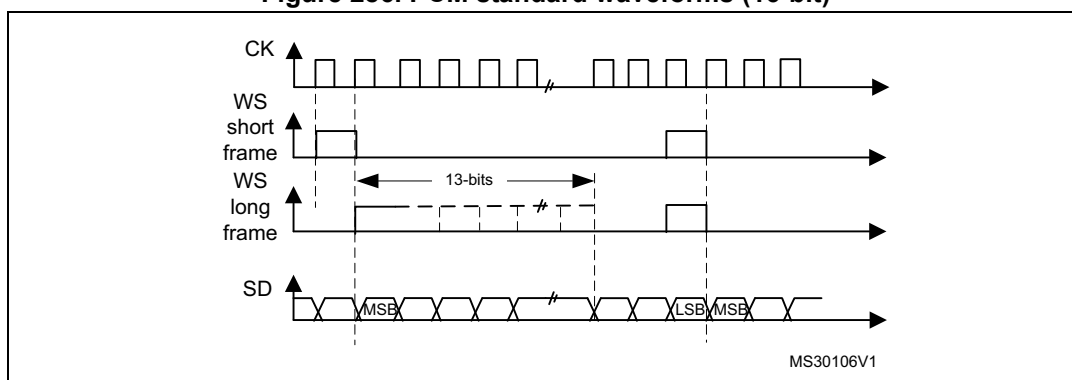 Figure 286. PCM standard waveforms (16-bit)
CK
WS
short
frame
WS
13-bits
long
frame
SD
MSB
LSB
MSB
MS30106V1